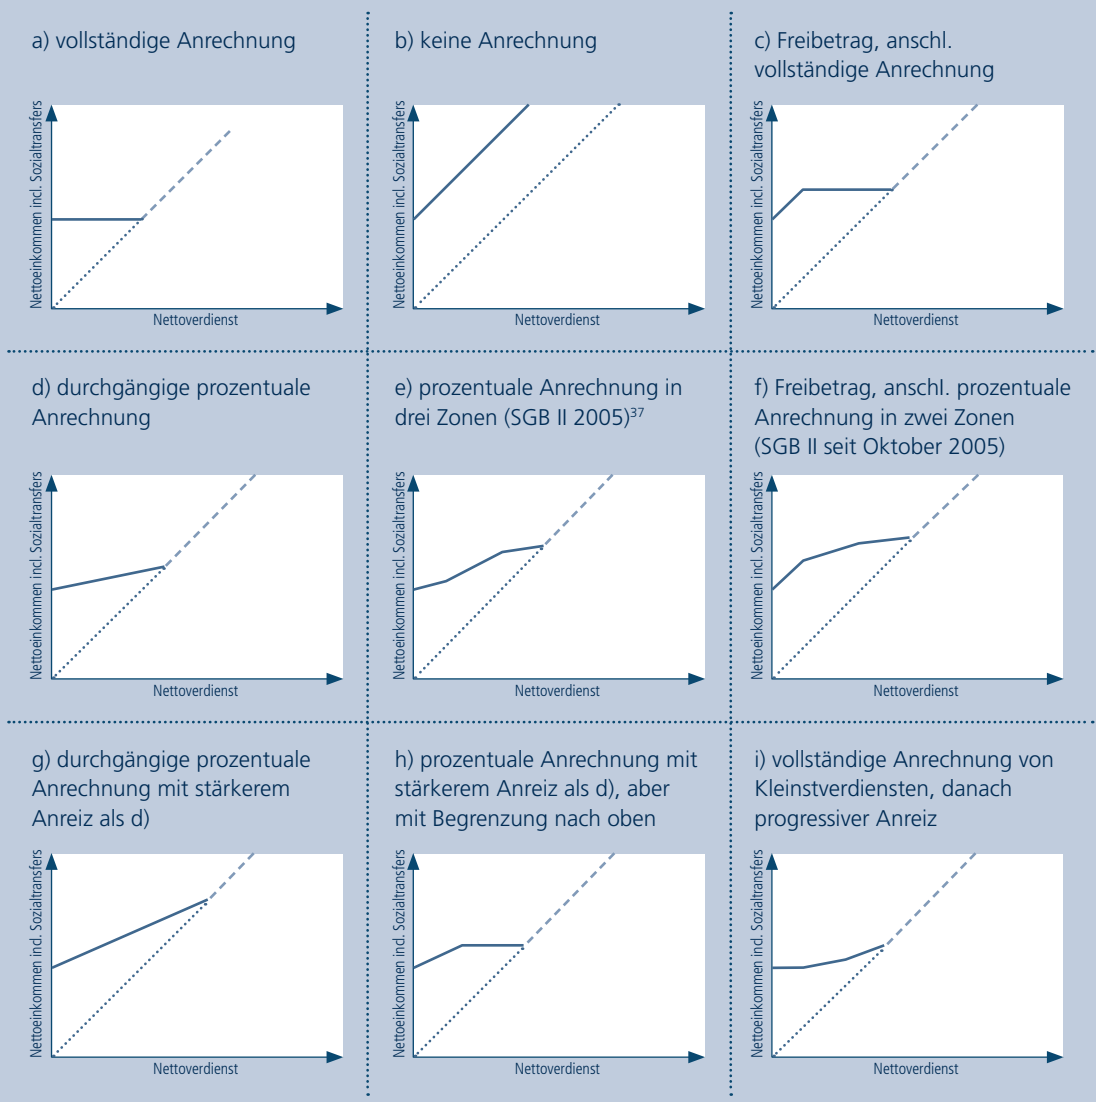 a) vollständige Anrechnung
Nettoeinkommen incl. Sozialtransfers
Nettoverdienst
b) keine Anrechnung
Nettoeinkommen incl. Sozialtransfers
Nettoverdienst
c) Freibetrag, anschl.
vollständige Anrechnung
Nettoeinkommen incl. Sozialtransfers
Nettoverdienst
d) durchgängige prozentuale
Anrechnung
Nettoeinkommen incl. Sozialtransfers
Nettoverdienst
e) prozentuale Anrechnung in
drei Zonen (SGB II 2005)37
Nettoeinkommen incl. Sozialtransfers
Nettoverdienst
f) Freibetrag, anschl. prozentuale
Anrechnung in zwei Zonen
(SGB II seit Oktober 2005)
Nettoeinkommen incl. Sozialtransfers
Nettoverdienst
g) durchgängige prozentuale
Anrechnung mit stärkerem
Anreiz als d)
Nettoeinkommen incl. Sozialtransfers
Nettoverdienst
h) prozentuale Anrechnung mit
stärkerem Anreiz als d), aber
mit Begrenzung nach oben
Nettoeinkommen incl. Sozialtransfers
Nettoverdienst
i) vollständige Anrechnung von
Kleinstverdiensten, danach
progressiver Anreiz
Nettoeinkommen incl. Sozialtransfers
Nettoverdienst